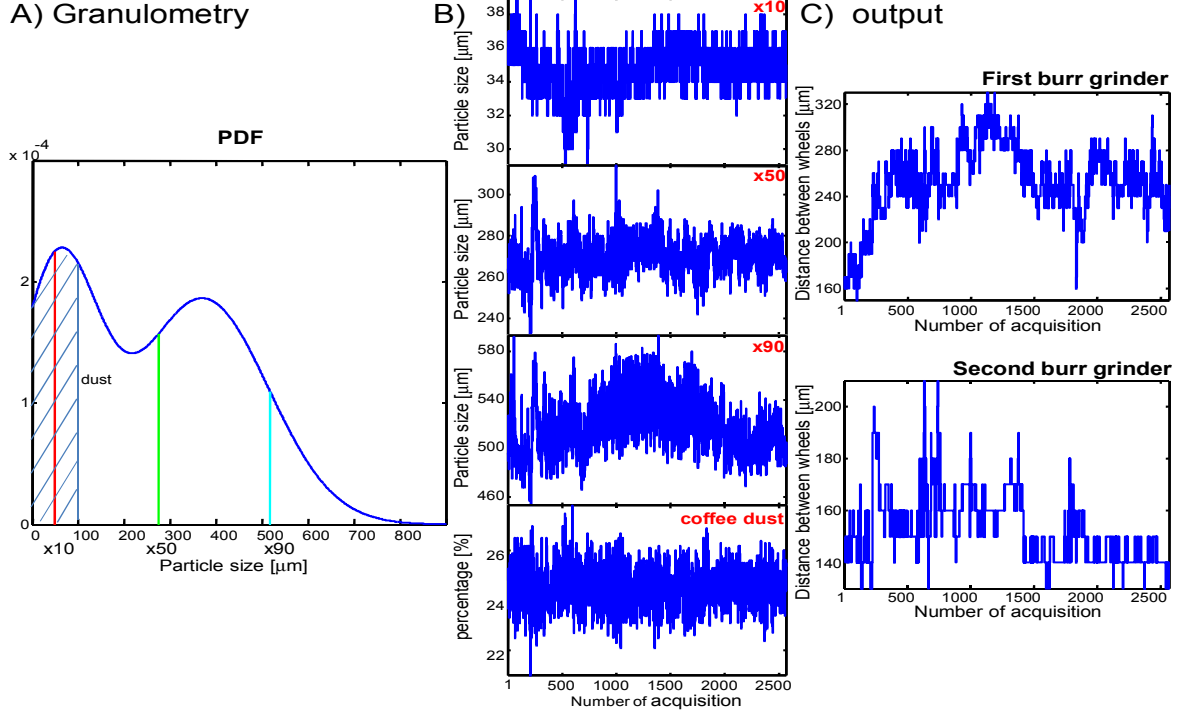 A) Granulometry
PDF
x 10⁻⁴
2
1
0
dust
0 100 200 300 400 500 600 700 800
x10 x50 x90
Particle size [µm]
B)
x10
Particle size [µm]
38
36
34
32
30
x50
Particle size [µm]
300
280
260
240
x90
Particle size [µm]
580
540
500
460
coffee dust
percentage [%]
26
24
22
1 500 1000 1500 2000 2500
Number of acquisition
C) output
First burr grinder
Distance between wheels [µm]
320
280
240
200
160
1 500 1000 1500 2000 2500
Number of acquisition
Second burr grinder
Distance between wheels [µm]
200
180
160
140
1 500 1000 1500 2000 2500
Number of acquisition